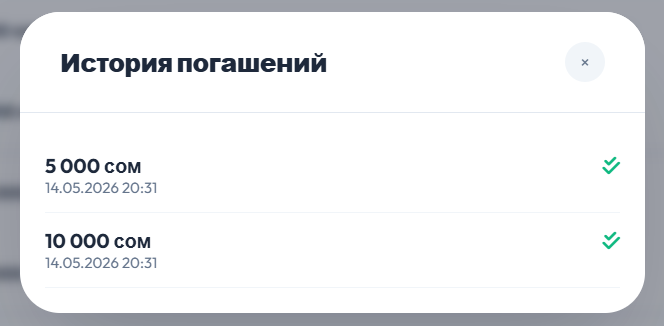 История погашений
×
5 000 сом
14.05.2026 20:31
10 000 сом
14.05.2026 20:31